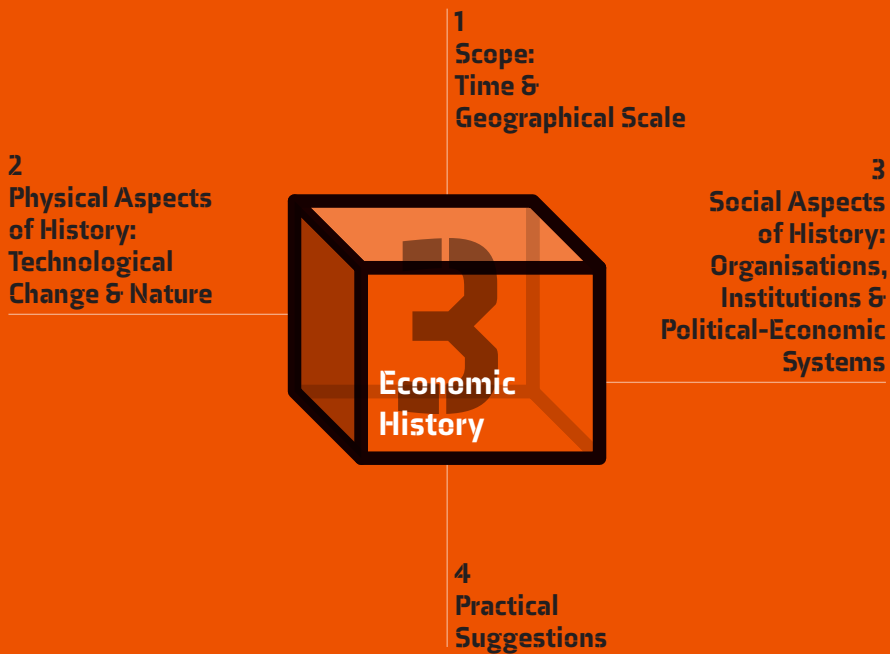 1
Scope:
Time &
Geographical Scale
2
Physical Aspects
of History:
Technological
Change & Nature
3
Social Aspects
of History:
Organisations,
Institutions &
Political-Economic
Systems
3
Economic
History
4
Practical
Suggestions